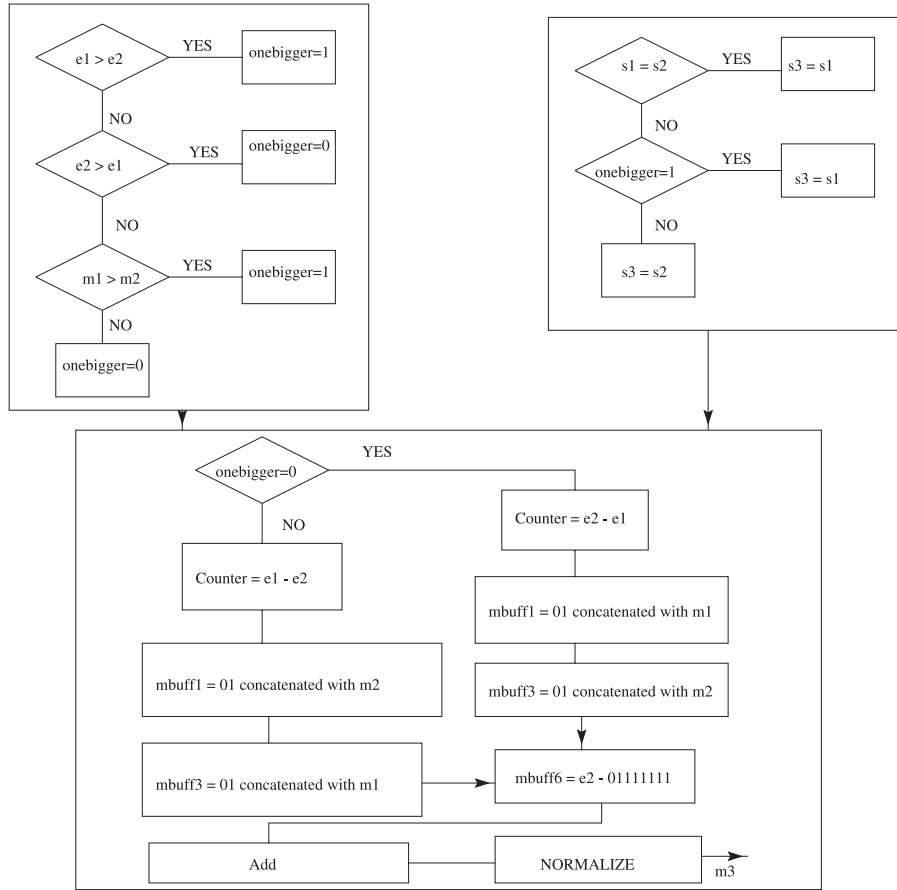 e1 > e2
YES
onebigger=1
NO
e2 > e1
YES
onebigger=0
NO
m1 > m2
YES
onebigger=1
NO
onebigger=0
s1 = s2
YES
s3 = s1
NO
onebigger=1
YES
s3 = s1
NO
s3 = s2
onebigger=0
YES
NO
Counter = e1 - e2
mbuff1 = 01 concatenated with m2
mbuff3 = 01 concatenated with m1
Counter = e2 - e1
mbuff1 = 01 concatenated with m1
mbuff3 = 01 concatenated with m2
mbuff6 = e2 - 01111111
Add
NORMALIZE
m3